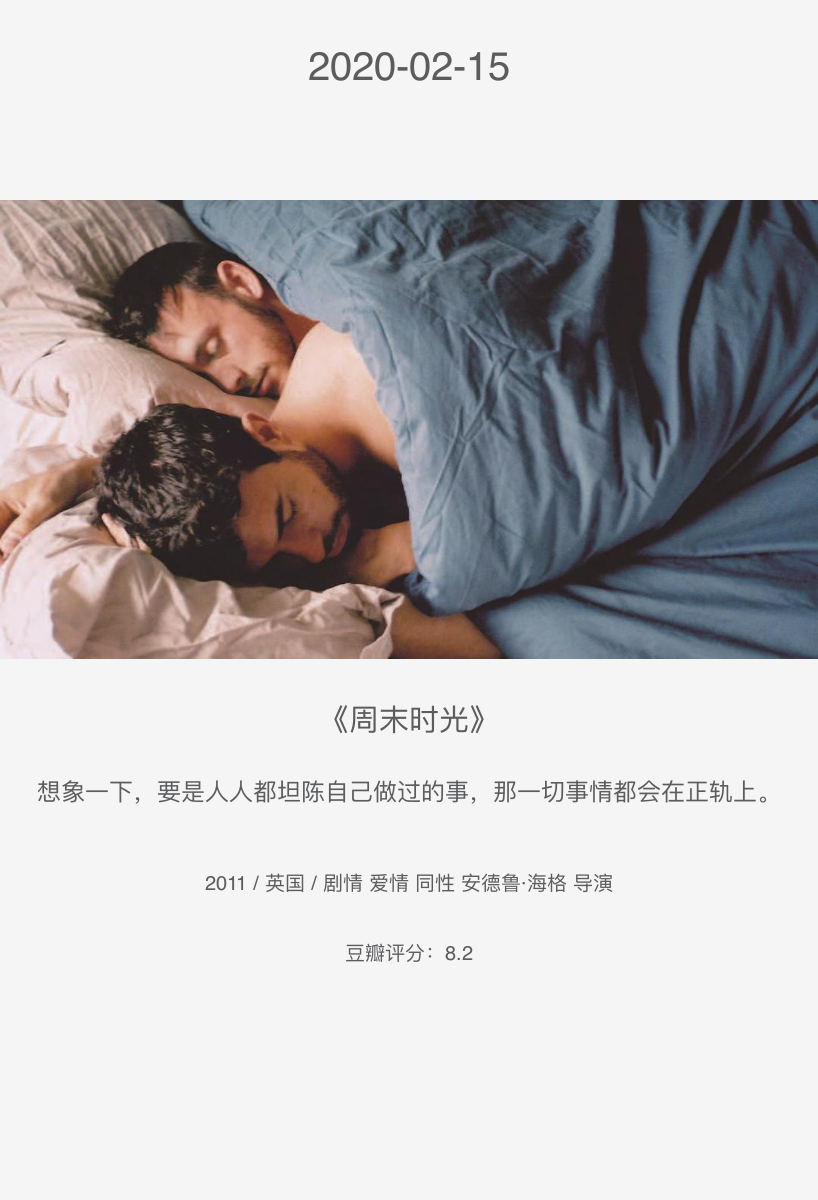 2020-02-15
《周末时光》
想象一下，要是人人都坦陈自己做过的事，那一切事情都会在正轨上。
2011 / 英国 / 剧情 爱情 同性 安德鲁·海格 导演
豆瓣评分：8.2